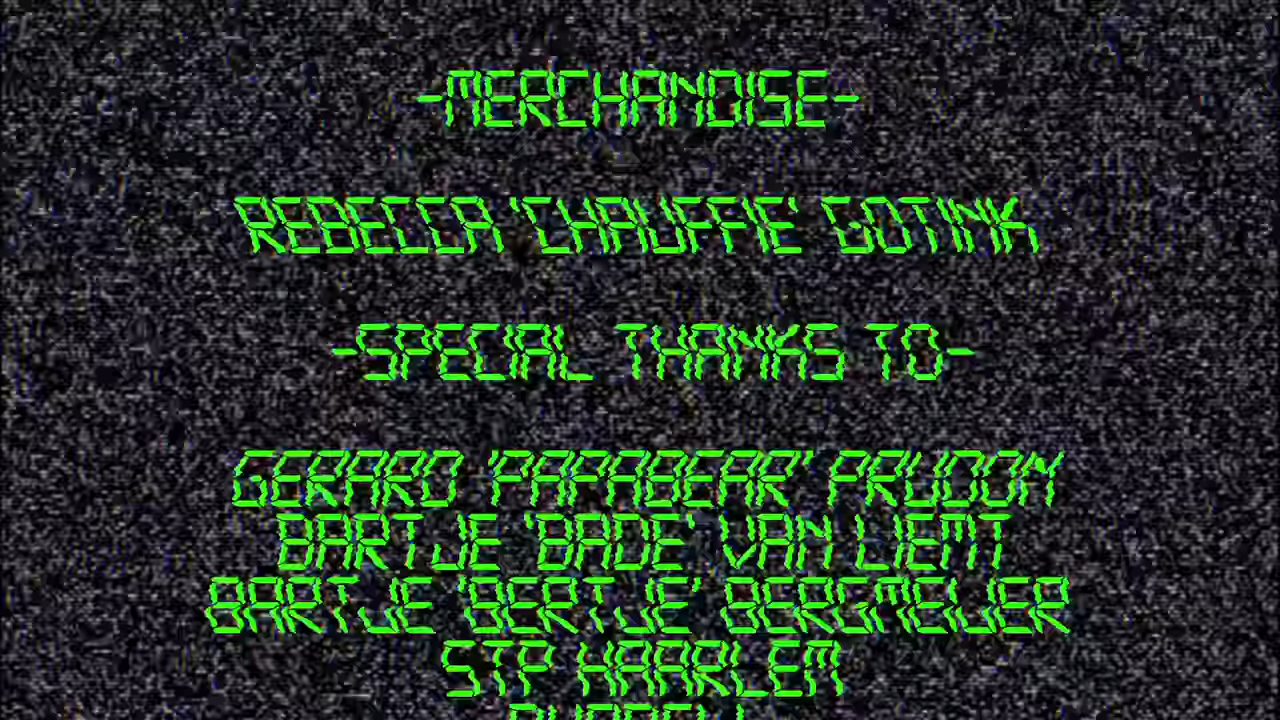 -MERCHANDISE-
REBECCA 'CHAUFFIE' GOTINK
-SPECIAL THANKS TO-
GERARD 'PAPABEAR' PRUDON
BARTJE 'BADE' VAN LIEMT
BARTJE 'BERTJE' BERGMEIJER
STP HAARLEM